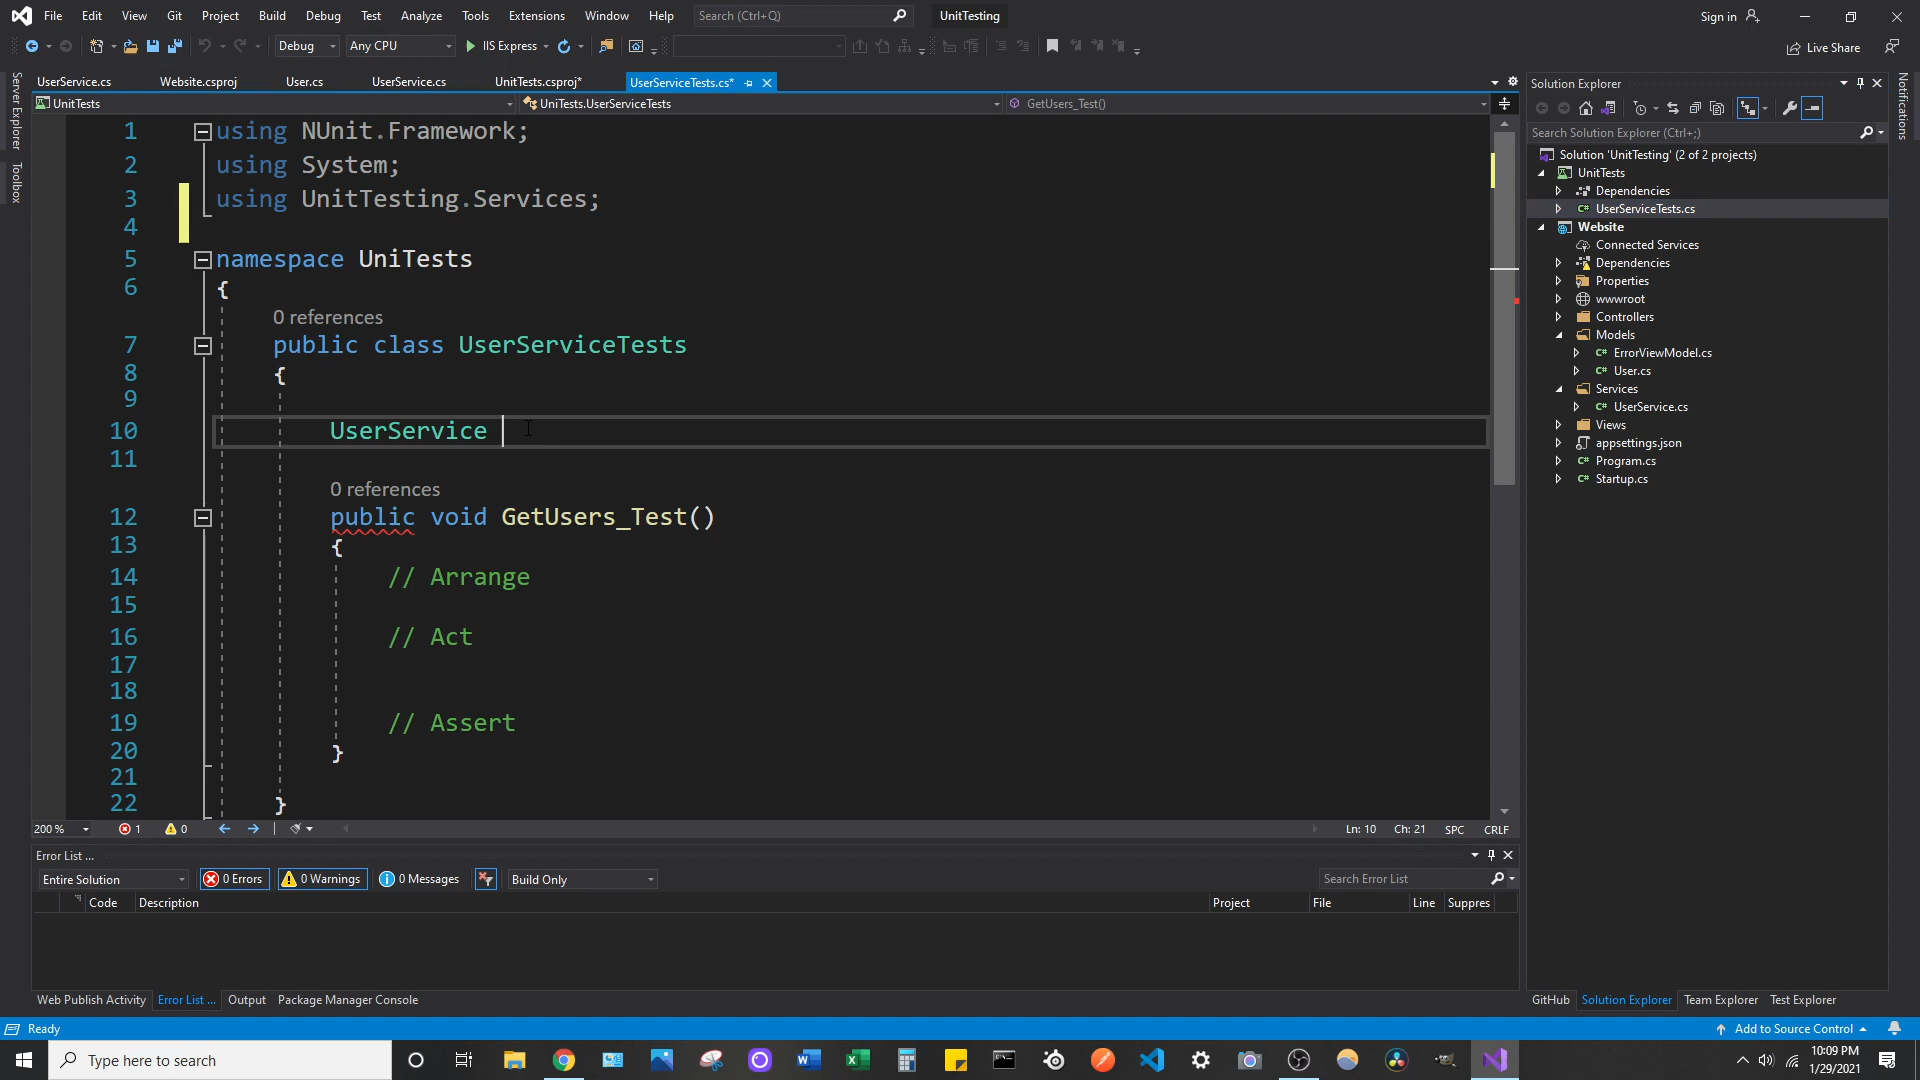 File Edit View Git Project Build Debug Test Analyze Tools Extensions Window Help Search (Ctrl+Q) UnitTesting Sign in
Debug Any CPU IIS Express Live Share
UserService.cs Website.csproj User.cs UserService.cs UnitTests.csproj* UserServiceTests.cs*
UnitTests UnitTests.UserServiceTests GetUsers_Test()
Server Explorer
Toolbox
1 using NUnit.Framework;
2 using System;
3 using UnitTesting.Services;
4
5 namespace UniTests
6 {
0 references
7 public class UserServiceTests
8 {
9
10 UserService
11
0 references
12 public void GetUsers_Test()
13 {
14 // Arrange
15
16 // Act
17
18
19 // Assert
20 }
21
22 }
200 % 1 0 Ln: 10 Ch: 21 SPC CRLF
Error List ...
Entire Solution 0 Errors 0 Warnings 0 Messages Build Only Search Error List
Code Description Project File Line Suppres
Web Publish Activity Error List ... Output Package Manager Console
Solution Explorer
Search Solution Explorer (Ctrl+;)
Solution 'UnitTesting' (2 of 2 projects)
UnitTests
Dependencies
C# UserServiceTests.cs
Website
Connected Services
Dependencies
Properties
wwwroot
Controllers
Models
C# ErrorViewModel.cs
C# User.cs
Services
C# UserService.cs
Views
appsettings.json
C# Program.cs
C# Startup.cs
GitHub Solution Explorer Team Explorer Test Explorer
Notifications
Ready Add to Source Control
Type here to search 10:09 PM
1/29/2021